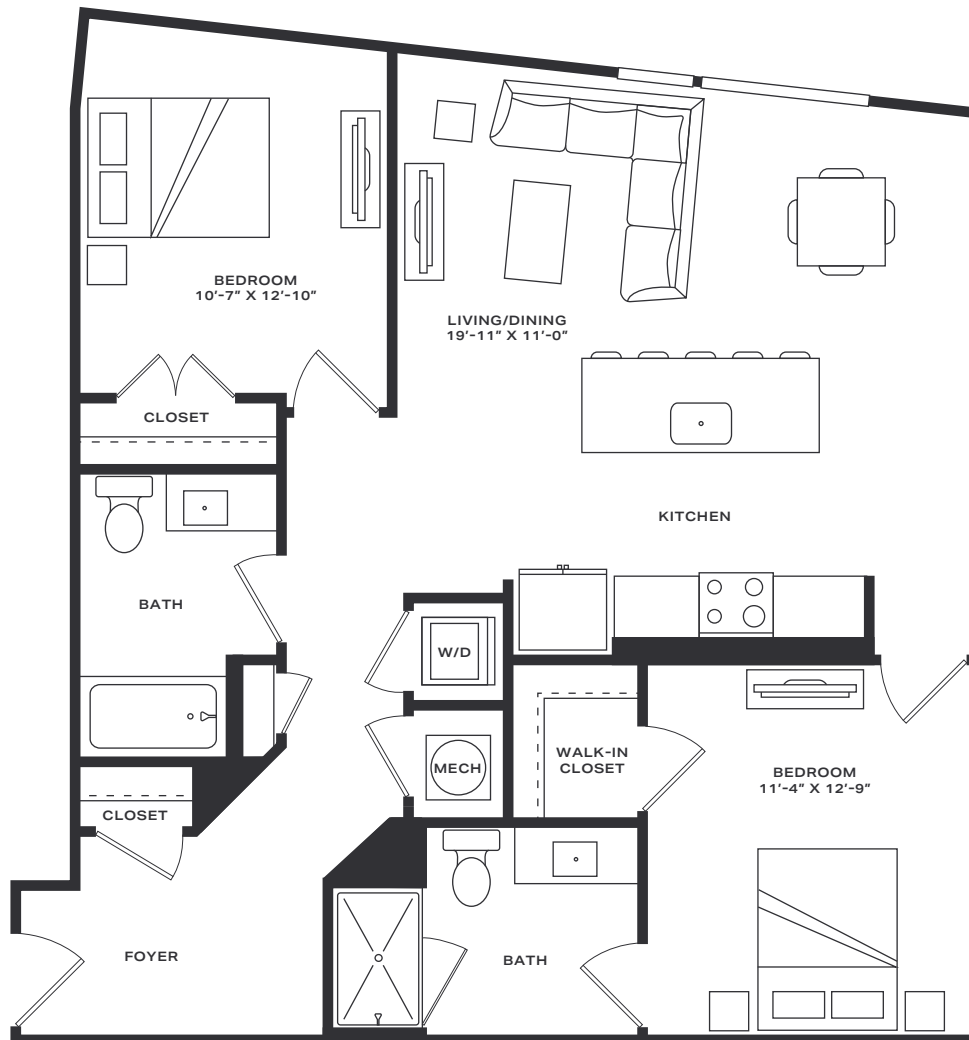 BEDROOM
10'-7" X 12'-10"
LIVING/DINING
19'-11" X 11'-0"
CLOSET
KITCHEN
BATH
W/D
MECH
WALK-IN
CLOSET
BEDROOM
11'-4" X 12'-9"
CLOSET
FOYER
BATH